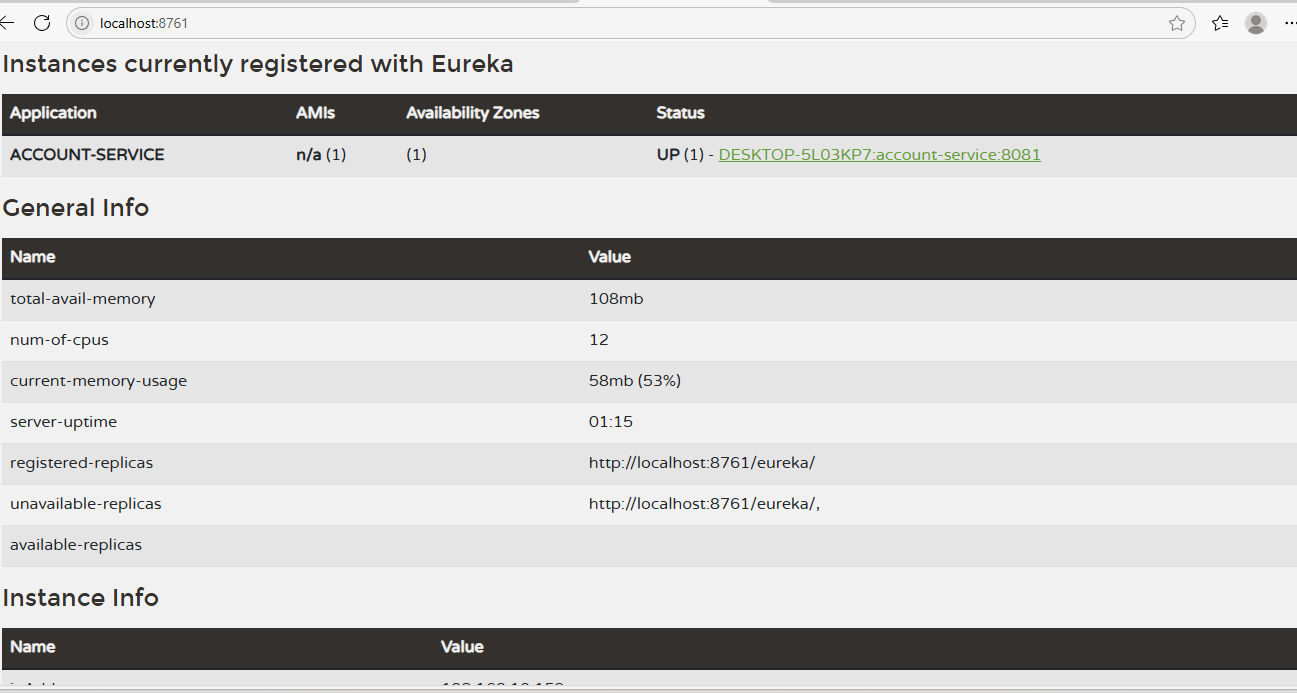 localhost:8761
Instances currently registered with Eureka
Application AMIs Availability Zones Status
ACCOUNT-SERVICE n/a (1) (1) UP (1) - DESKTOP-5L03KP7:account-service:8081
General Info
Name Value
total-avail-memory 108mb
num-of-cpus 12
current-memory-usage 58mb (53%)
server-uptime 01:15
registered-replicas http://localhost:8761/eureka/
unavailable-replicas http://localhost:8761/eureka/,
available-replicas
Instance Info
Name Value